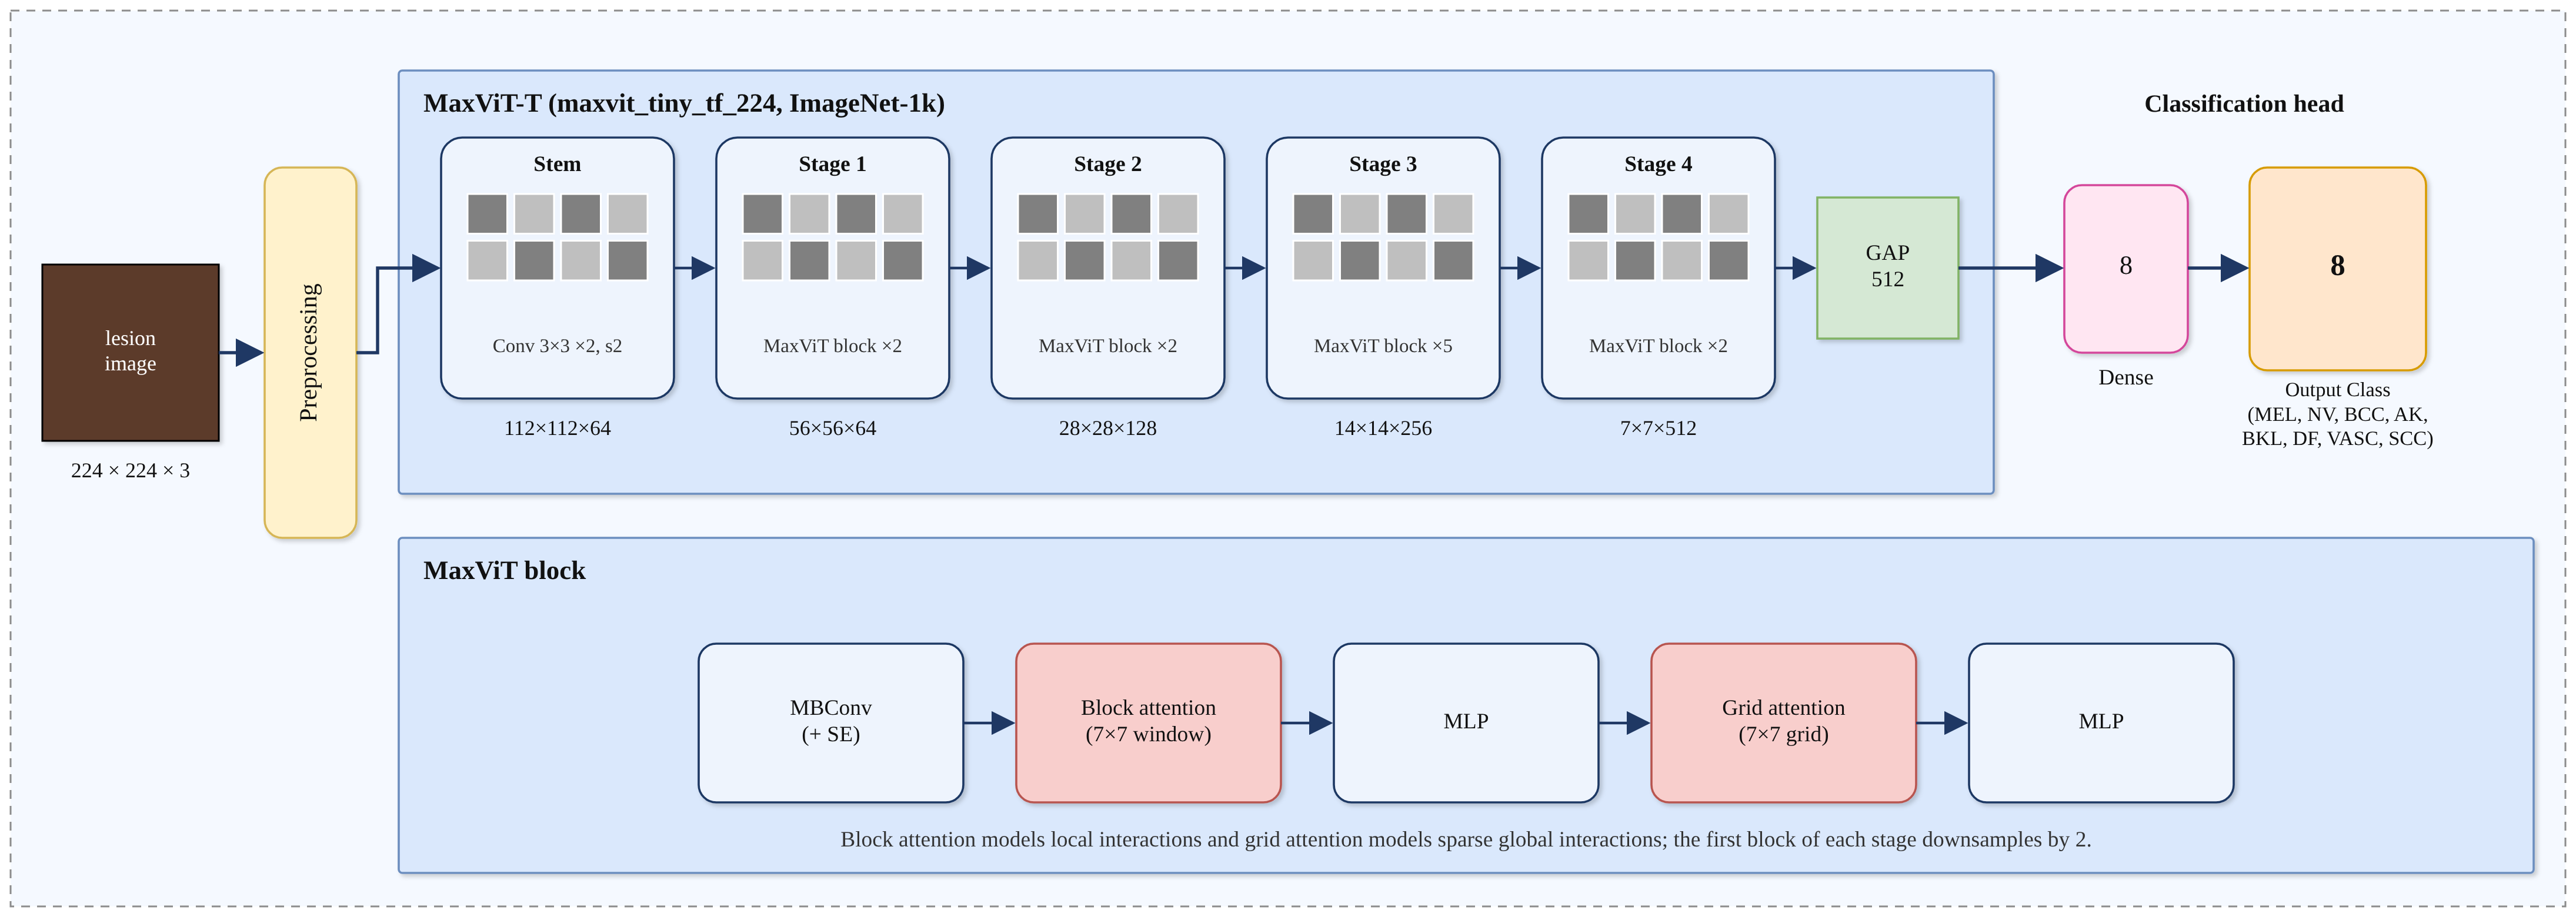 MaxViT-T (maxvit_tiny_tf_224, ImageNet-1k)
Classification head
Stem
Stage 1
Stage 2
Stage 3
Stage 4
lesion
image
224 × 224 × 3
Preprocessing
Conv 3×3 ×2, s2
MaxViT block ×2
MaxViT block ×2
MaxViT block ×5
MaxViT block ×2
112×112×64
56×56×64
28×28×128
14×14×256
7×7×512
GAP
512
8
Dense
8
Output Class
(MEL, NV, BCC, AK,
BKL, DF, VASC, SCC)
MaxViT block
MBConv
(+ SE)
Block attention
(7×7 window)
MLP
Grid attention
(7×7 grid)
MLP
Block attention models local interactions and grid attention models sparse global interactions; the first block of each stage downsamples by 2.